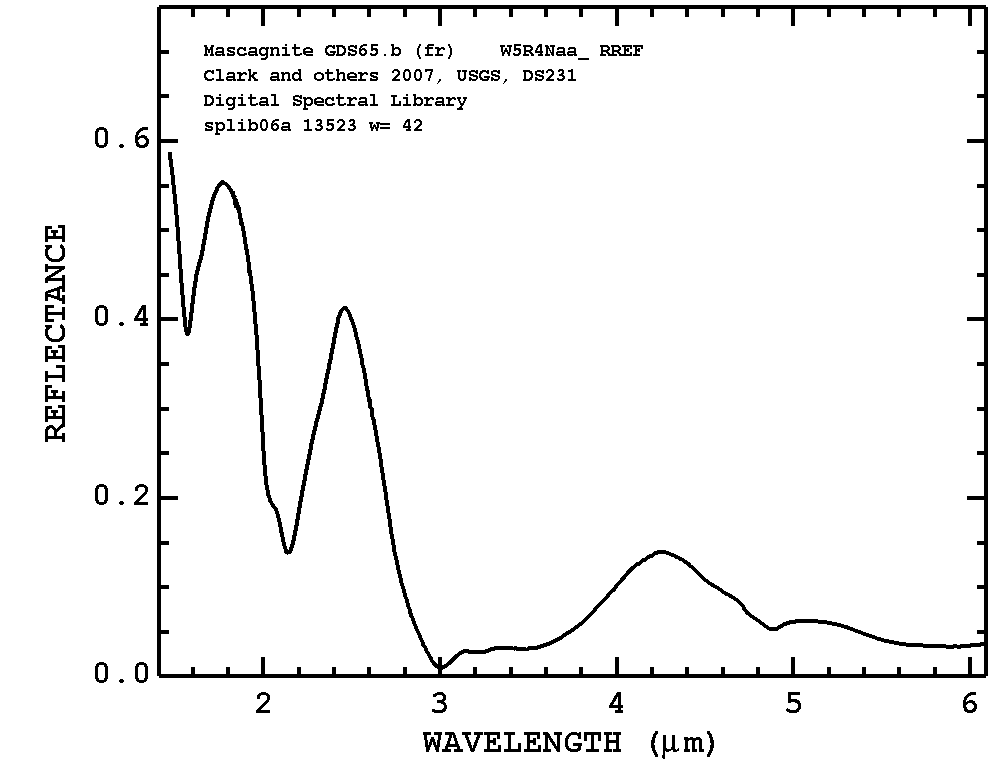 Mascagnite GDS65.b (fr) W5R4Naa_ RREF
Clark and others 2007, USGS, DS231
Digital Spectral Library
splib06a 13523 w= 42
0.6
0.4
0.2
0.0
REFLECTANCE
2 3 4 5 6
WAVELENGTH (µm)